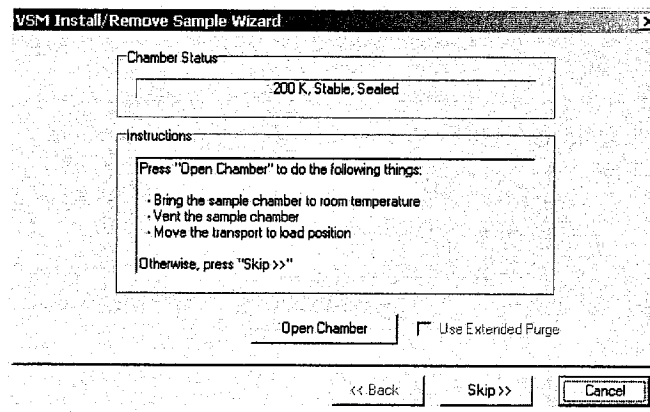 VSM Install/Remove Sample Wizard
Chamber Status
200 K, Stable, Sealed
Instructions
Press "Open Chamber" to do the following things:
- Bring the sample chamber to room temperature
- Vent the sample chamber
- Move the transport to load position
Otherwise, press "Skip >>"
Open Chamber
Use Extended Purge
<< Back
Skip >>
Cancel